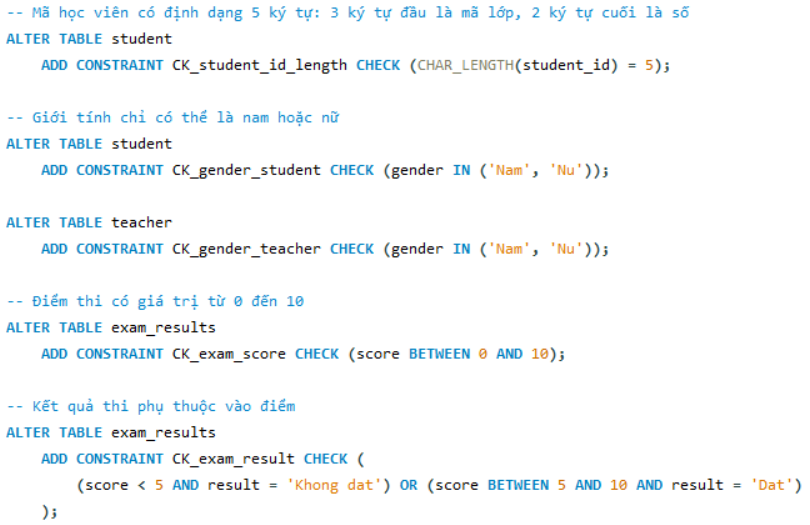 -- Mã học viên có định dạng 5 ký tự: 3 ký tự đầu là mã lớp, 2 ký tự cuối là số
ALTER TABLE student
    ADD CONSTRAINT CK_student_id_length CHECK (CHAR_LENGTH(student_id) = 5);

-- Giới tính chỉ có thể là nam hoặc nữ
ALTER TABLE student
    ADD CONSTRAINT CK_gender_student CHECK (gender IN ('Nam', 'Nu'));

ALTER TABLE teacher
    ADD CONSTRAINT CK_gender_teacher CHECK (gender IN ('Nam', 'Nu'));

-- Điểm thi có giá trị từ 0 đến 10
ALTER TABLE exam_results
    ADD CONSTRAINT CK_exam_score CHECK (score BETWEEN 0 AND 10);

-- Kết quả thi phụ thuộc vào điểm
ALTER TABLE exam_results
    ADD CONSTRAINT CK_exam_result CHECK (
        (score < 5 AND result = 'Khong dat') OR (score BETWEEN 5 AND 10 AND result = 'Dat')
    );